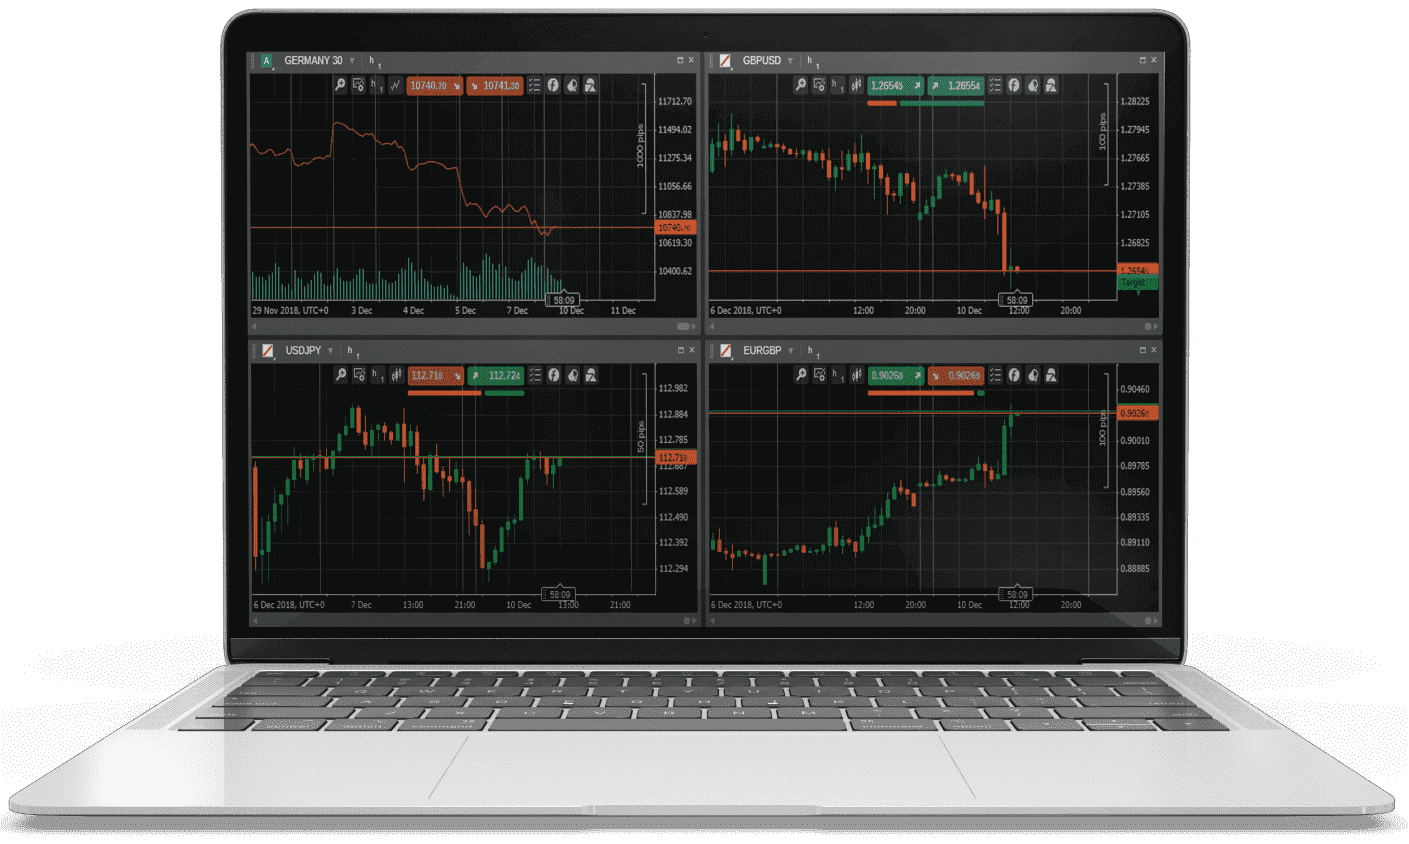 A GERMANY 30 h 1
10740.70 10741.30
h 1
1000 pips
11712.70
11494.02
11275.34
11056.66
10837.98
10740.70
10619.30
10400.62
58:09
29 Nov 2018, UTC+0 3 Dec 4 Dec 5 Dec 7 Dec 10 Dec 11 Dec
GBPUSD h 1
h 1
1.26545 1.26554
100 pips
1.28225
1.27945
1.27665
1.27385
1.27105
1.26825
1.26545
Target
58:09
6 Dec 2018, UTC+0 12:00 20:00 10 Dec 12:00 20:00
USDJPY h 1
h 1
112.718 112.724
50 pips
112.982
112.884
112.785
112.718
112.687
112.589
112.490
112.392
112.294
58:09
6 Dec 2018, UTC+0 7 Dec 13:00 21:00 10 Dec 13:00 21:00
EURGBP h 1
h 1
0.90260 0.90269
100 pips
0.90460
0.90260
0.90010
0.89785
0.89560
0.89335
0.89110
0.88885
58:09
6 Dec 2018, UTC+0 12:00 20:00 10 Dec 12:00 20:00